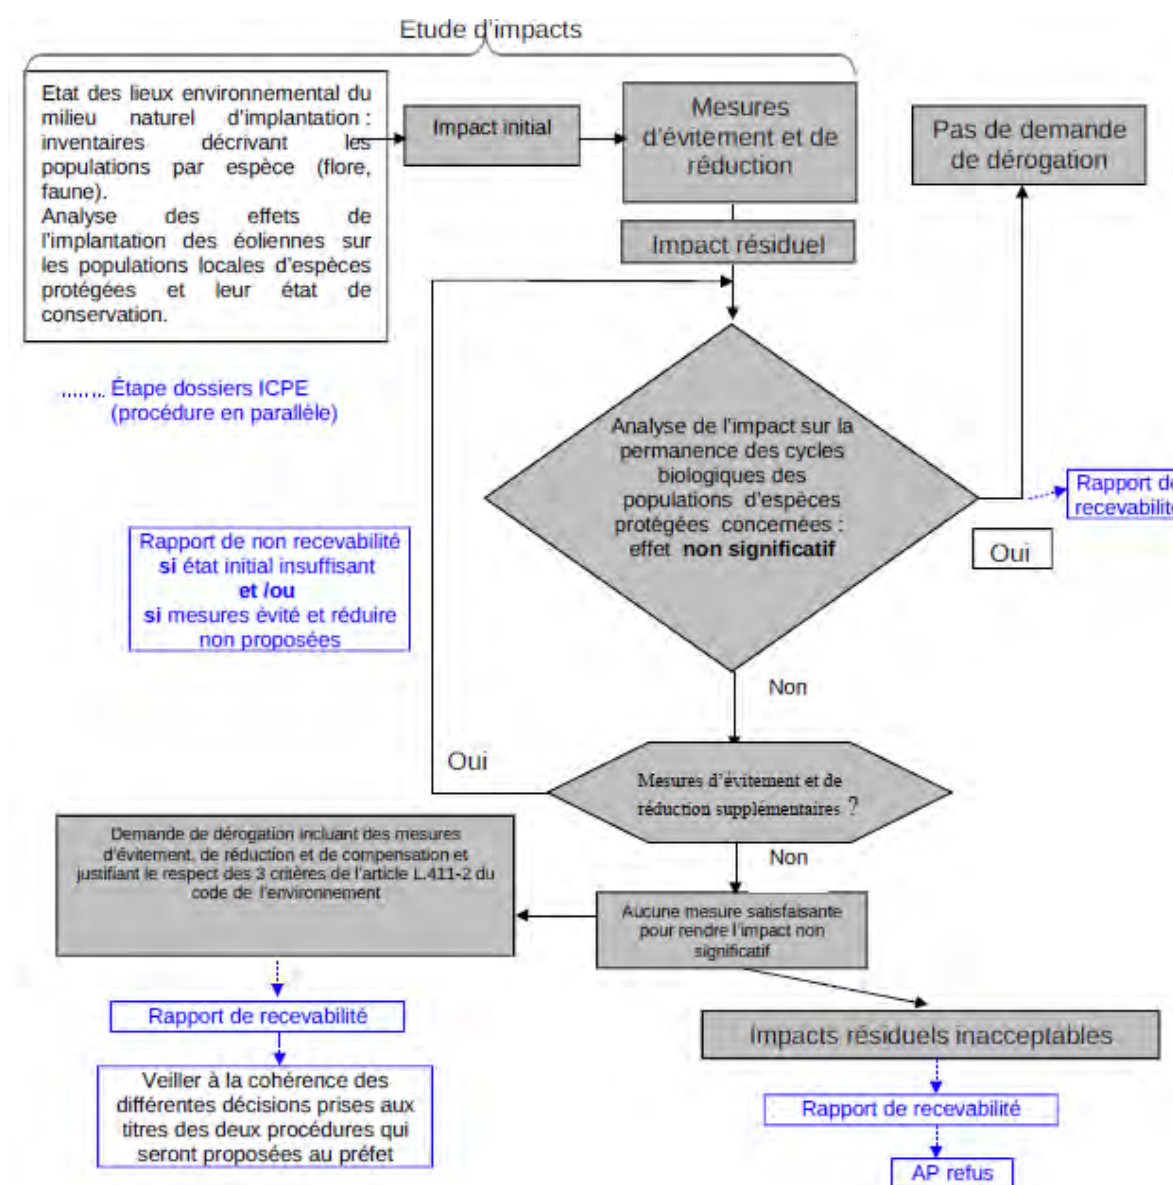 Etude d'impacts
Etat des lieux environnemental du
milieu naturel d'implantation :
inventaires décrivant les
populations par espèce (flore,
faune).
Analyse des effets de
l'implantation des éoliennes sur
les populations locales d'espèces
protégées et leur état de
conservation.
Impact initial
Mesures
d'évitement et de
réduction
Pas de demande
de dérogation
Impact résiduel
Étape dossiers ICPE
(procédure en parallèle)
Analyse de l'impact sur la
permanence des cycles
biologiques des
populations d'espèces
protégées concernées :
effet non significatif
Rapport de
recevabilité
Oui
Rapport de non recevabilité
si état initial insuffisant
et /ou
si mesures évité et réduire
non proposées
Non
Oui
Mesures d'évitement et de
réduction supplémentaires ?
Non
Demande de dérogation incluant des mesures
d'évitement, de réduction et de compensation et
justifiant le respect des 3 critères de l'article L.411-2 du
code de l'environnement
Aucune mesure satisfaisante
pour rendre l'impact non
significatif
Rapport de recevabilité
Impacts résiduels inacceptables
Veiller à la cohérence des
différentes décisions prises aux
titres des deux procédures qui
seront proposées au préfet
Rapport de recevabilité
AP refus